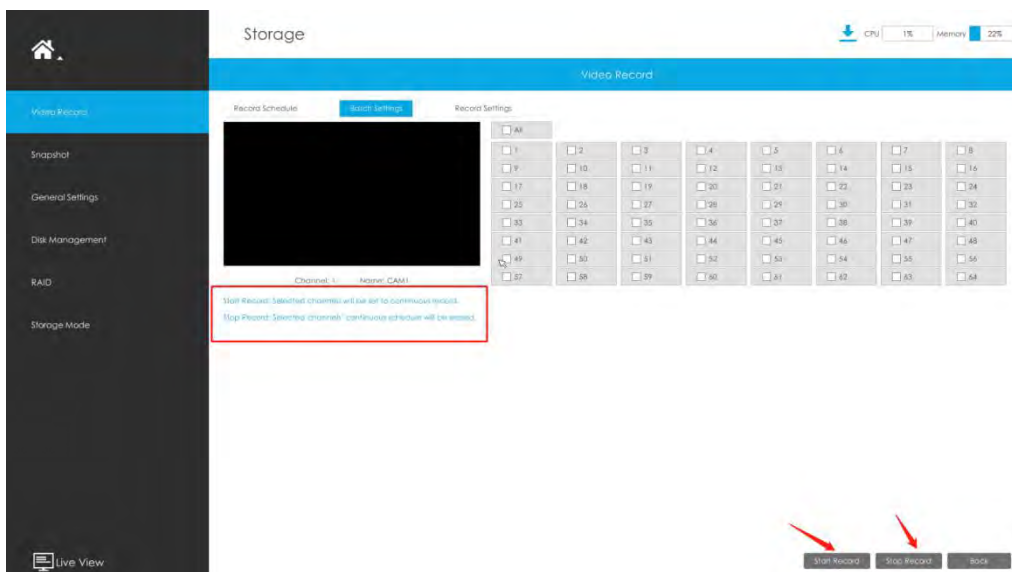 Storage
CPU 1% Memory 22%
Video Record
Video Record
Snapshot
General Settings
Disk Management
RAID
Storage Mode
Live View
Record Schedule Batch Settings Record Settings
All
1 2 3 4 5 6 7 8
9 10 11 12 13 14 15 16
17 18 19 20 21 22 23 24
25 26 27 28 29 30 31 32
33 34 35 36 37 38 39 40
41 42 43 44 45 46 47 48
49 50 51 52 53 54 55 56
57 58 59 60 61 62 63 64
Channel: 1 Name: CAM1
Start Record: Selected channels will be set to continuous record.
Stop Record: Selected channels' continuous schedule will be erased.
Start Record Stop Record Back